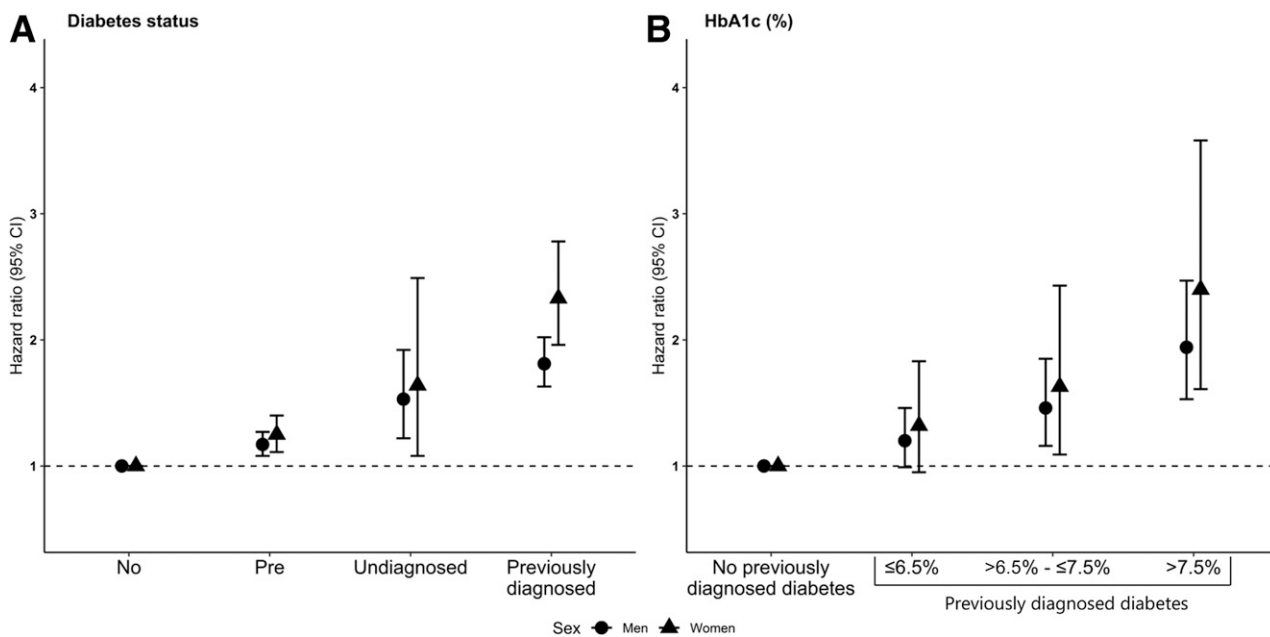 A Diabetes status
Hazard ratio (95% CI)
4
3
2
1
No Pre Undiagnosed Previously
diagnosed
B HbA1c (%)
Hazard ratio (95% CI)
4
3
2
1
No previously
diagnosed diabetes
≤6.5% >6.5% - ≤7.5% >7.5%
Previously diagnosed diabetes
Sex Men Women